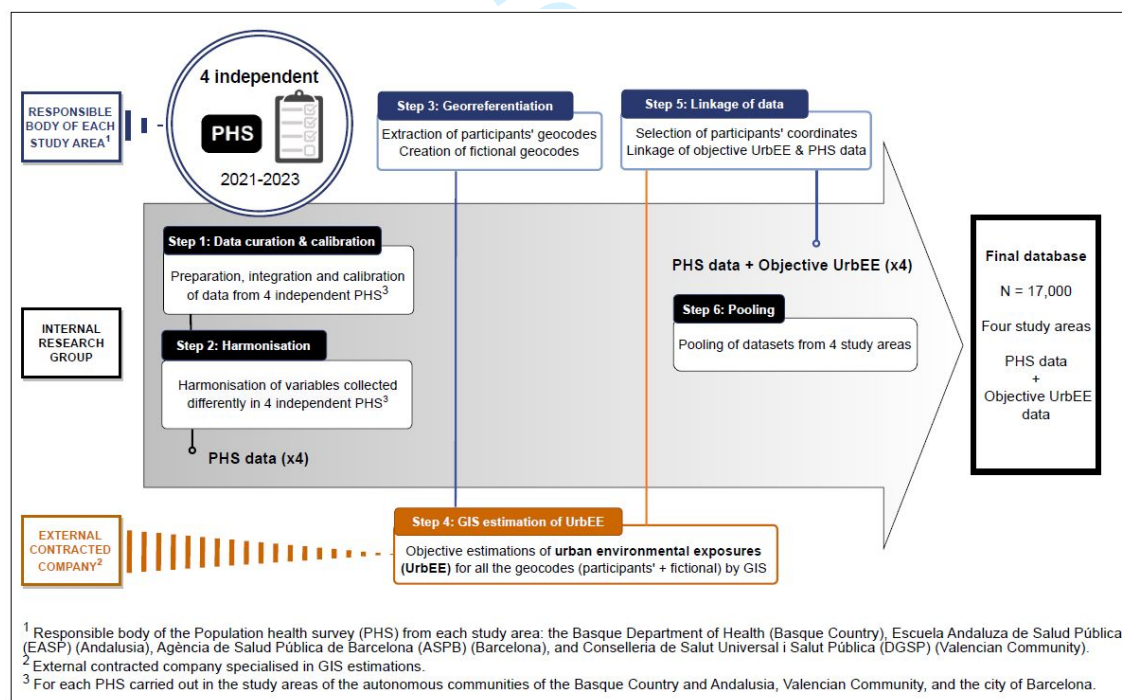 4 independent
PHS
2021-2023
RESPONSIBLE
BODY OF EACH
STUDY AREA1
Step 3: Georreferentiation
Extraction of participants' geocodes
Creation of fictional geocodes
Step 5: Linkage of data
Selection of participants' coordinates
Linkage of objective UrbEE & PHS data
Step 1: Data curation & calibration
Preparation, integration and calibration
of data from 4 independent PHS3
INTERNAL
RESEARCH
GROUP
Step 2: Harmonisation
Harmonisation of variables collected
differently in 4 independent PHS3
PHS data (x4)
PHS data + Objective UrbEE (x4)
Step 6: Pooling
Pooling of datasets from 4 study areas
Final database
N = 17,000
Four study areas
PHS data
+
Objective UrbEE
data
EXTERNAL
CONTRACTED
COMPANY2
Step 4: GIS estimation of UrbEE
Objective estimations of urban environmental exposures
(UrbEE) for all the geocodes (participants' + fictional) by GIS
1 Responsible body of the Population health survey (PHS) from each study area: the Basque Department of Health (Basque Country), Escuela Andaluza de Salud Pública
(EASP) (Andalusia), Agència de Salud Pública de Barcelona (ASPB) (Barcelona), and Conselleria de Salut Universal i Salut Pública (DGSP) (Valencian Community).
2 External contracted company specialised in GIS estimations.
3 For each PHS carried out in the study areas of the autonomous communities of the Basque Country and Andalusia, Valencian Community, and the city of Barcelona.